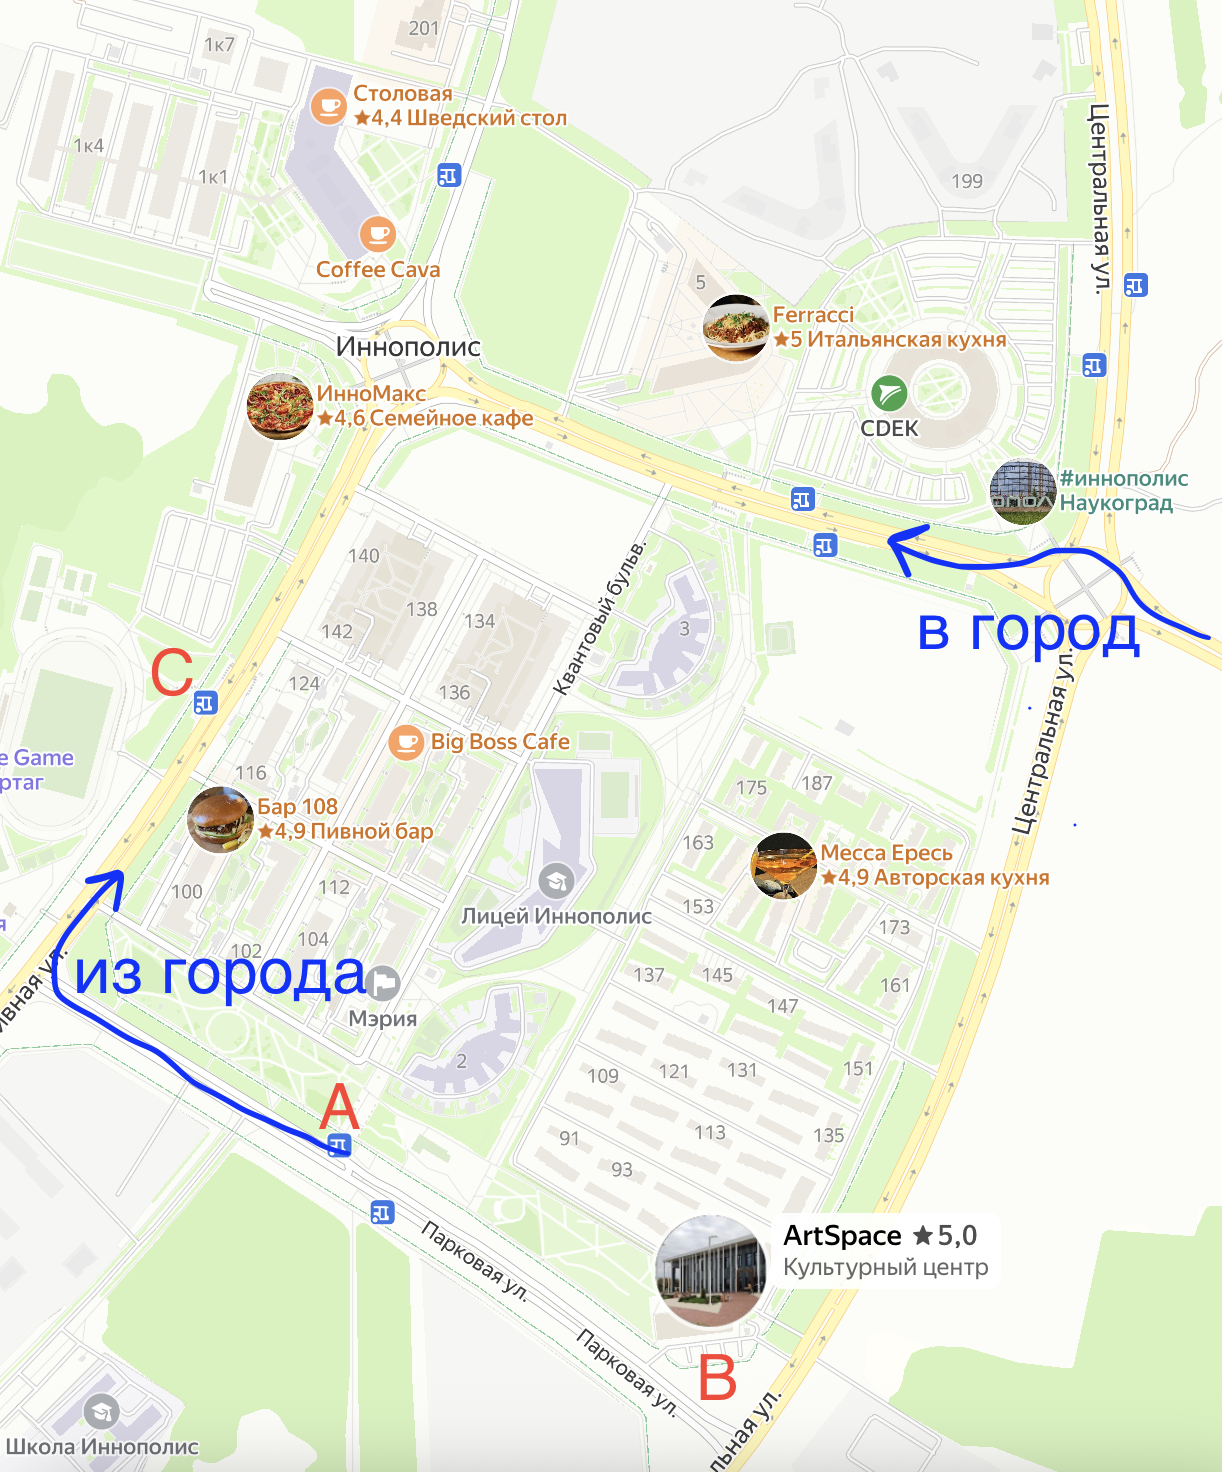 201
1к7
Столовая
★4,4 Шведский стол
1к4
1к1
199
Центральная ул.
Coffee Cava
5
Ferracci
★5 Итальянская кухня
Иннополис
ИнноМакс
★4,6 Семейное кафе
CDEK
#иннополис
Наукоград
140
138
134
142
136
124
Квантовый бульв.
3
в город
C
Центральная ул.
Big Boss Cafe
e Game
ртаг
116
175
187
Бар 108
★4,9 Пивной бар
163
Месса Ересь
★4,9 Авторская кухня
100
112
153
Лицей Иннополис
173
я
102
104
ивная ул.
из города
137
145
161
147
Мэрия
2
109
121
131
151
A
91
113
135
93
Парковая ул.
ArtSpace ★5,0
Культурный центр
Парковая ул.
B
льная ул.
Школа Иннополис